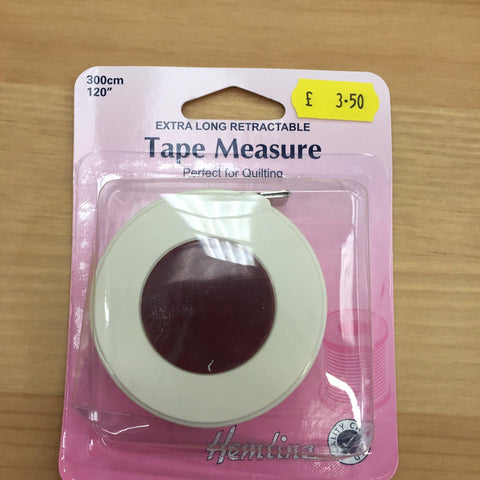 300cm
120"
£ 3·50
EXTRA LONG RETRACTABLE
Tape Measure
Perfect for Quilting
Hemline